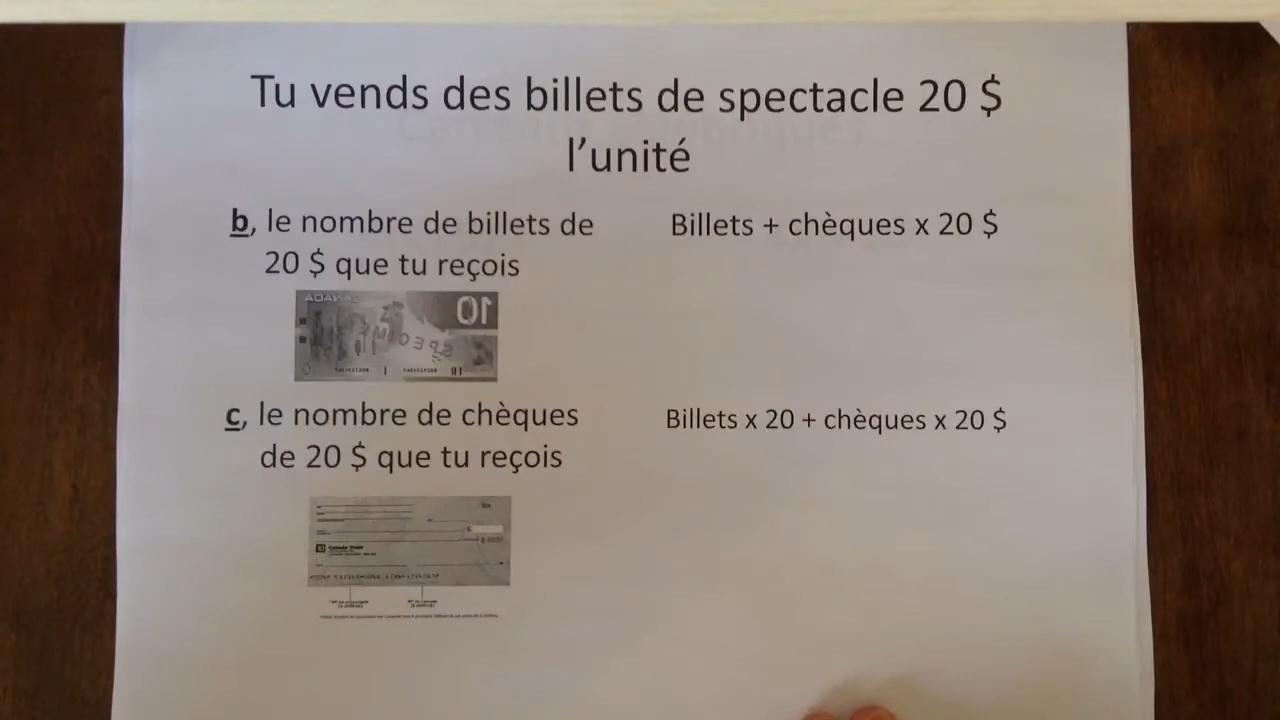 Tu vends des billets de spectacle 20 $
l'unité
b, le nombre de billets de
20 $ que tu reçois
Billets + chèques x 20 $
10
c, le nombre de chèques
de 20 $ que tu reçois
Billets x 20 + chèques x 20 $